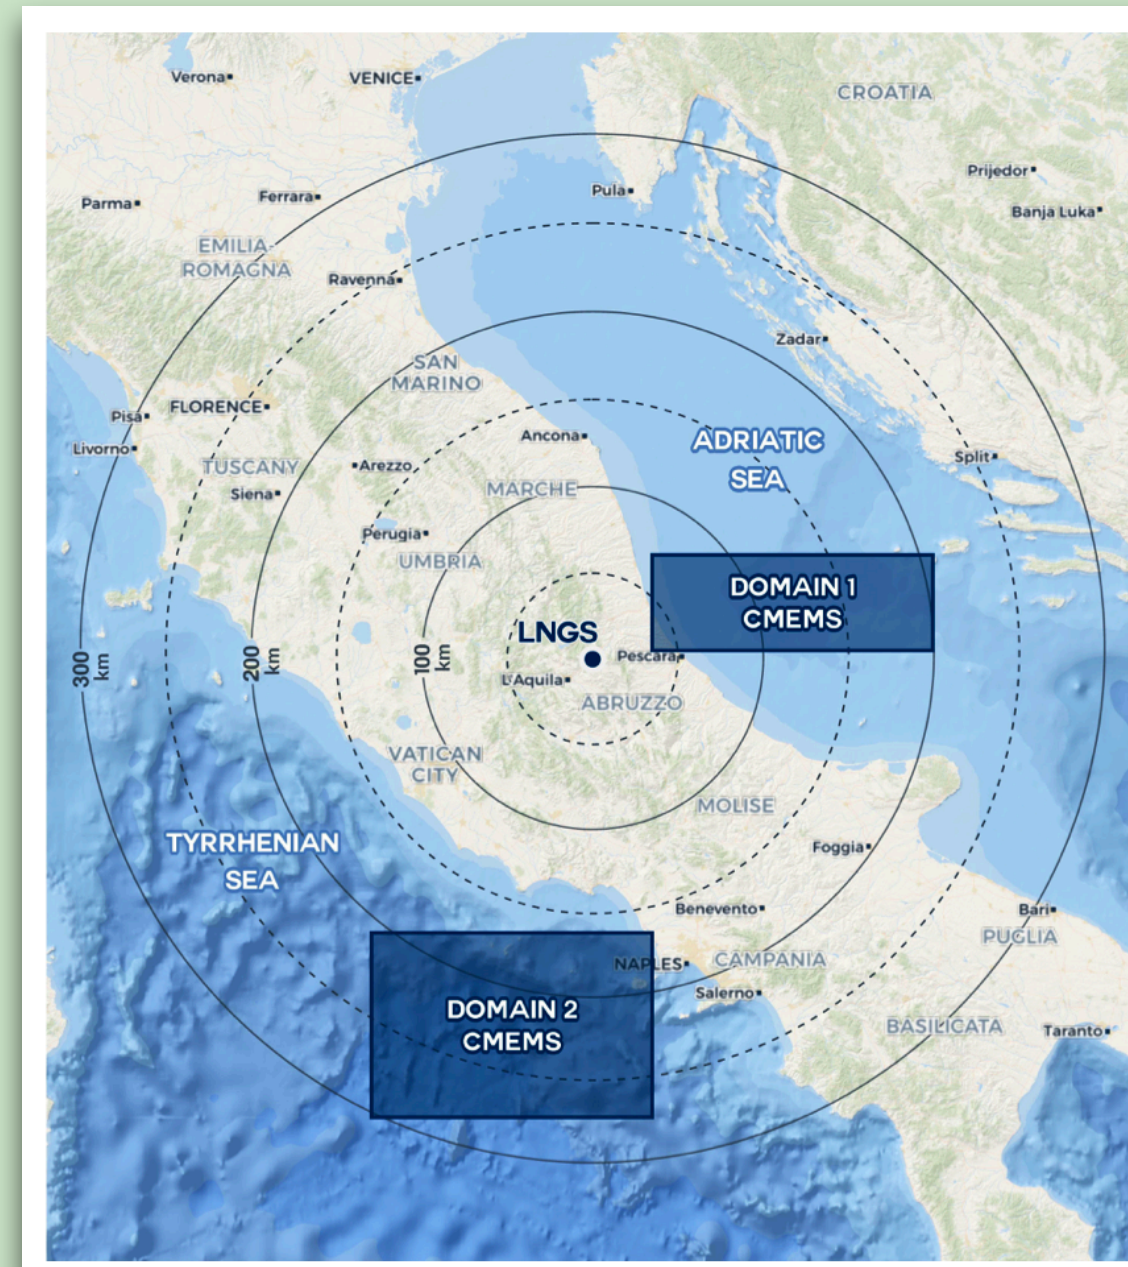 Verona
VENICE
CROATIA
Prijedor
Parma
Ferrara
Pula
Banja Luka
EMILIA-
ROMAGNA
Ravenna
Zadar
SAN
MARINO
Pisa
FLORENCE
Livorno
Ancona
ADRIATIC
SEA
Split
TUSCANY
Arezzo
Siena
MARCHE
Perugia
UMBRIA
DOMAIN 1
CMEMS
LNGS
300
km
200
km
100
km
Pescara
L'Aquila
ABRUZZO
VATICAN
CITY
MOLISE
TYRRHENIAN
SEA
Foggia
Benevento
Bari
PUGLIA
NAPLES
CAMPANIA
Salerno
DOMAIN 2
CMEMS
BASILICATA
Taranto